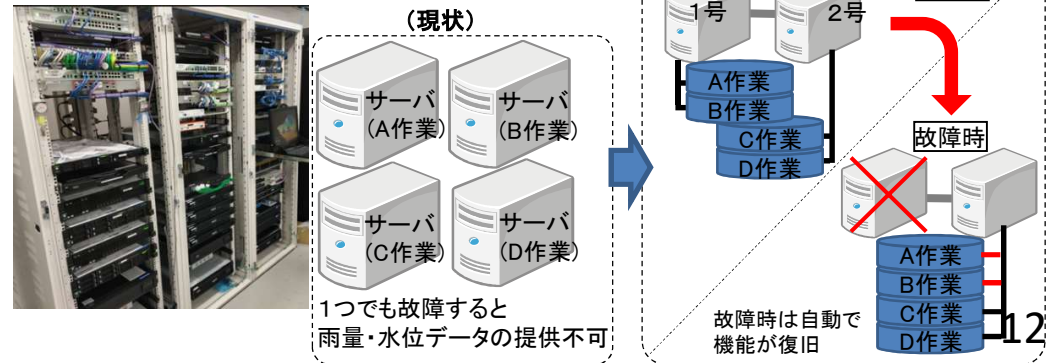 (現状)
サーバ
(A作業)
サーバ
(B作業)
サーバ
(C作業)
サーバ
(D作業)
1つでも故障すると
雨量・水位データの提供不可
1号
2号
A作業
B作業
C作業
D作業
故障時
A作業
B作業
C作業
D作業
故障時は自動で
機能が復旧
12